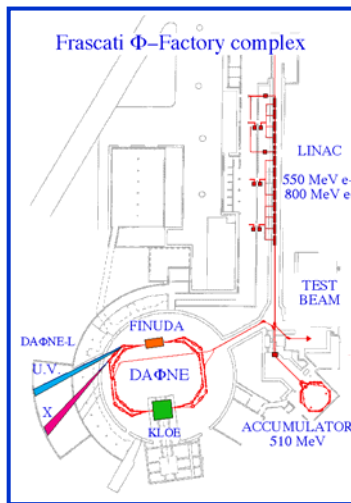 Frascati Φ-Factory complex
LINAC
550 MeV e-
800 MeV e-
TEST
BEAM
FINUDA
DAΦNE-L
U.V.
X
DAΦNE
KLOE
ACCUMULATOR
510 MeV